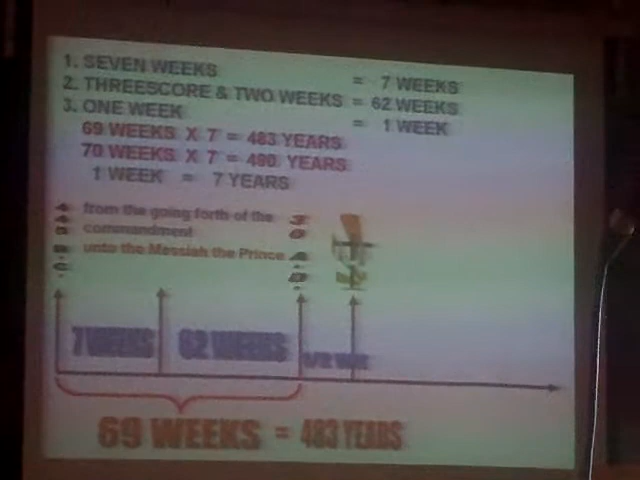 1. SEVEN WEEKS = 7 WEEKS
2. THREESCORE & TWO WEEKS = 62 WEEKS
3. ONE WEEK = 1 WEEK
69 WEEKS X 7 = 483 YEARS
70 WEEKS X 7 = 490 YEARS
1 WEEK = 7 YEARS
from the going forth of the
commandment
unto the Messiah the Prince
7 WEEKS 62 WEEKS
69 WEEKS = 483 YEARS